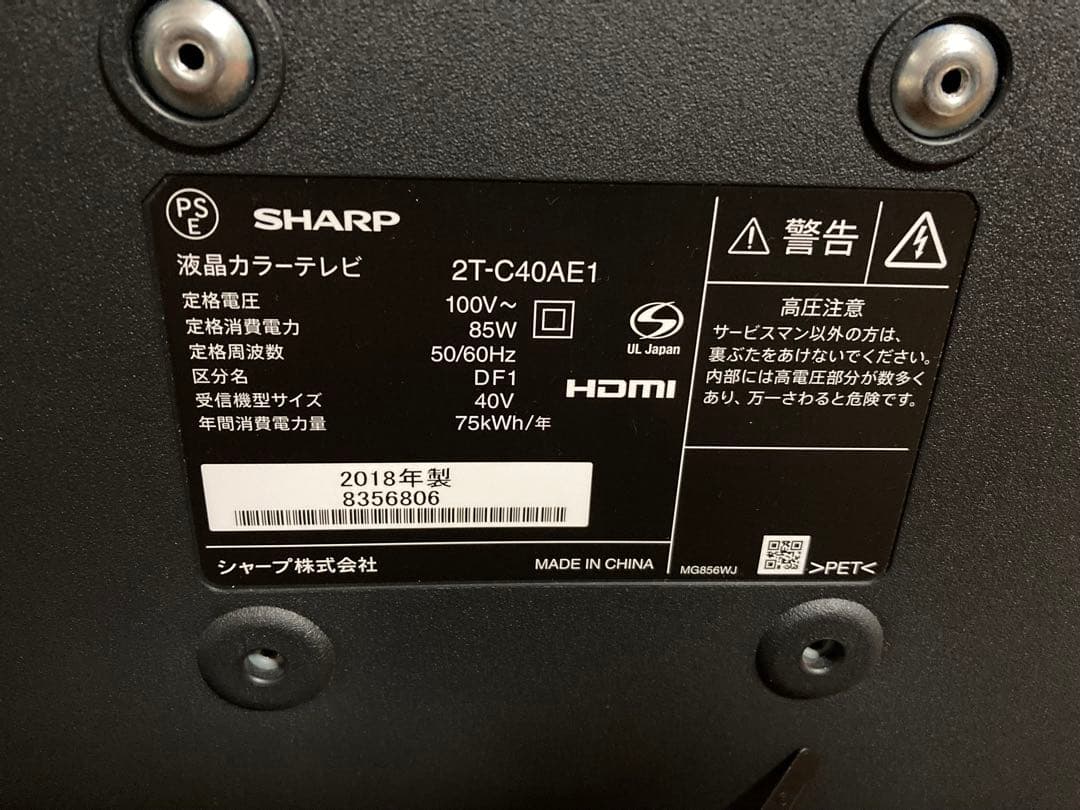 PSE
SHARP
液晶カラーテレビ 2T-C40AE1
定格電圧 100V～
定格消費電力 85W
定格周波数 50/60Hz
区分名 DF1
受信機型サイズ 40V
年間消費電力量 75kWh/年
UL Japan
HDMI
2018年製
8356806
シャープ株式会社 MADE IN CHINA
警告
高圧注意
サービスマン以外の方は、
裏ぶたをあけないでください。
内部には高電圧部分が数多く
あり、万一さわると危険です。
MG856WJ
>PET<